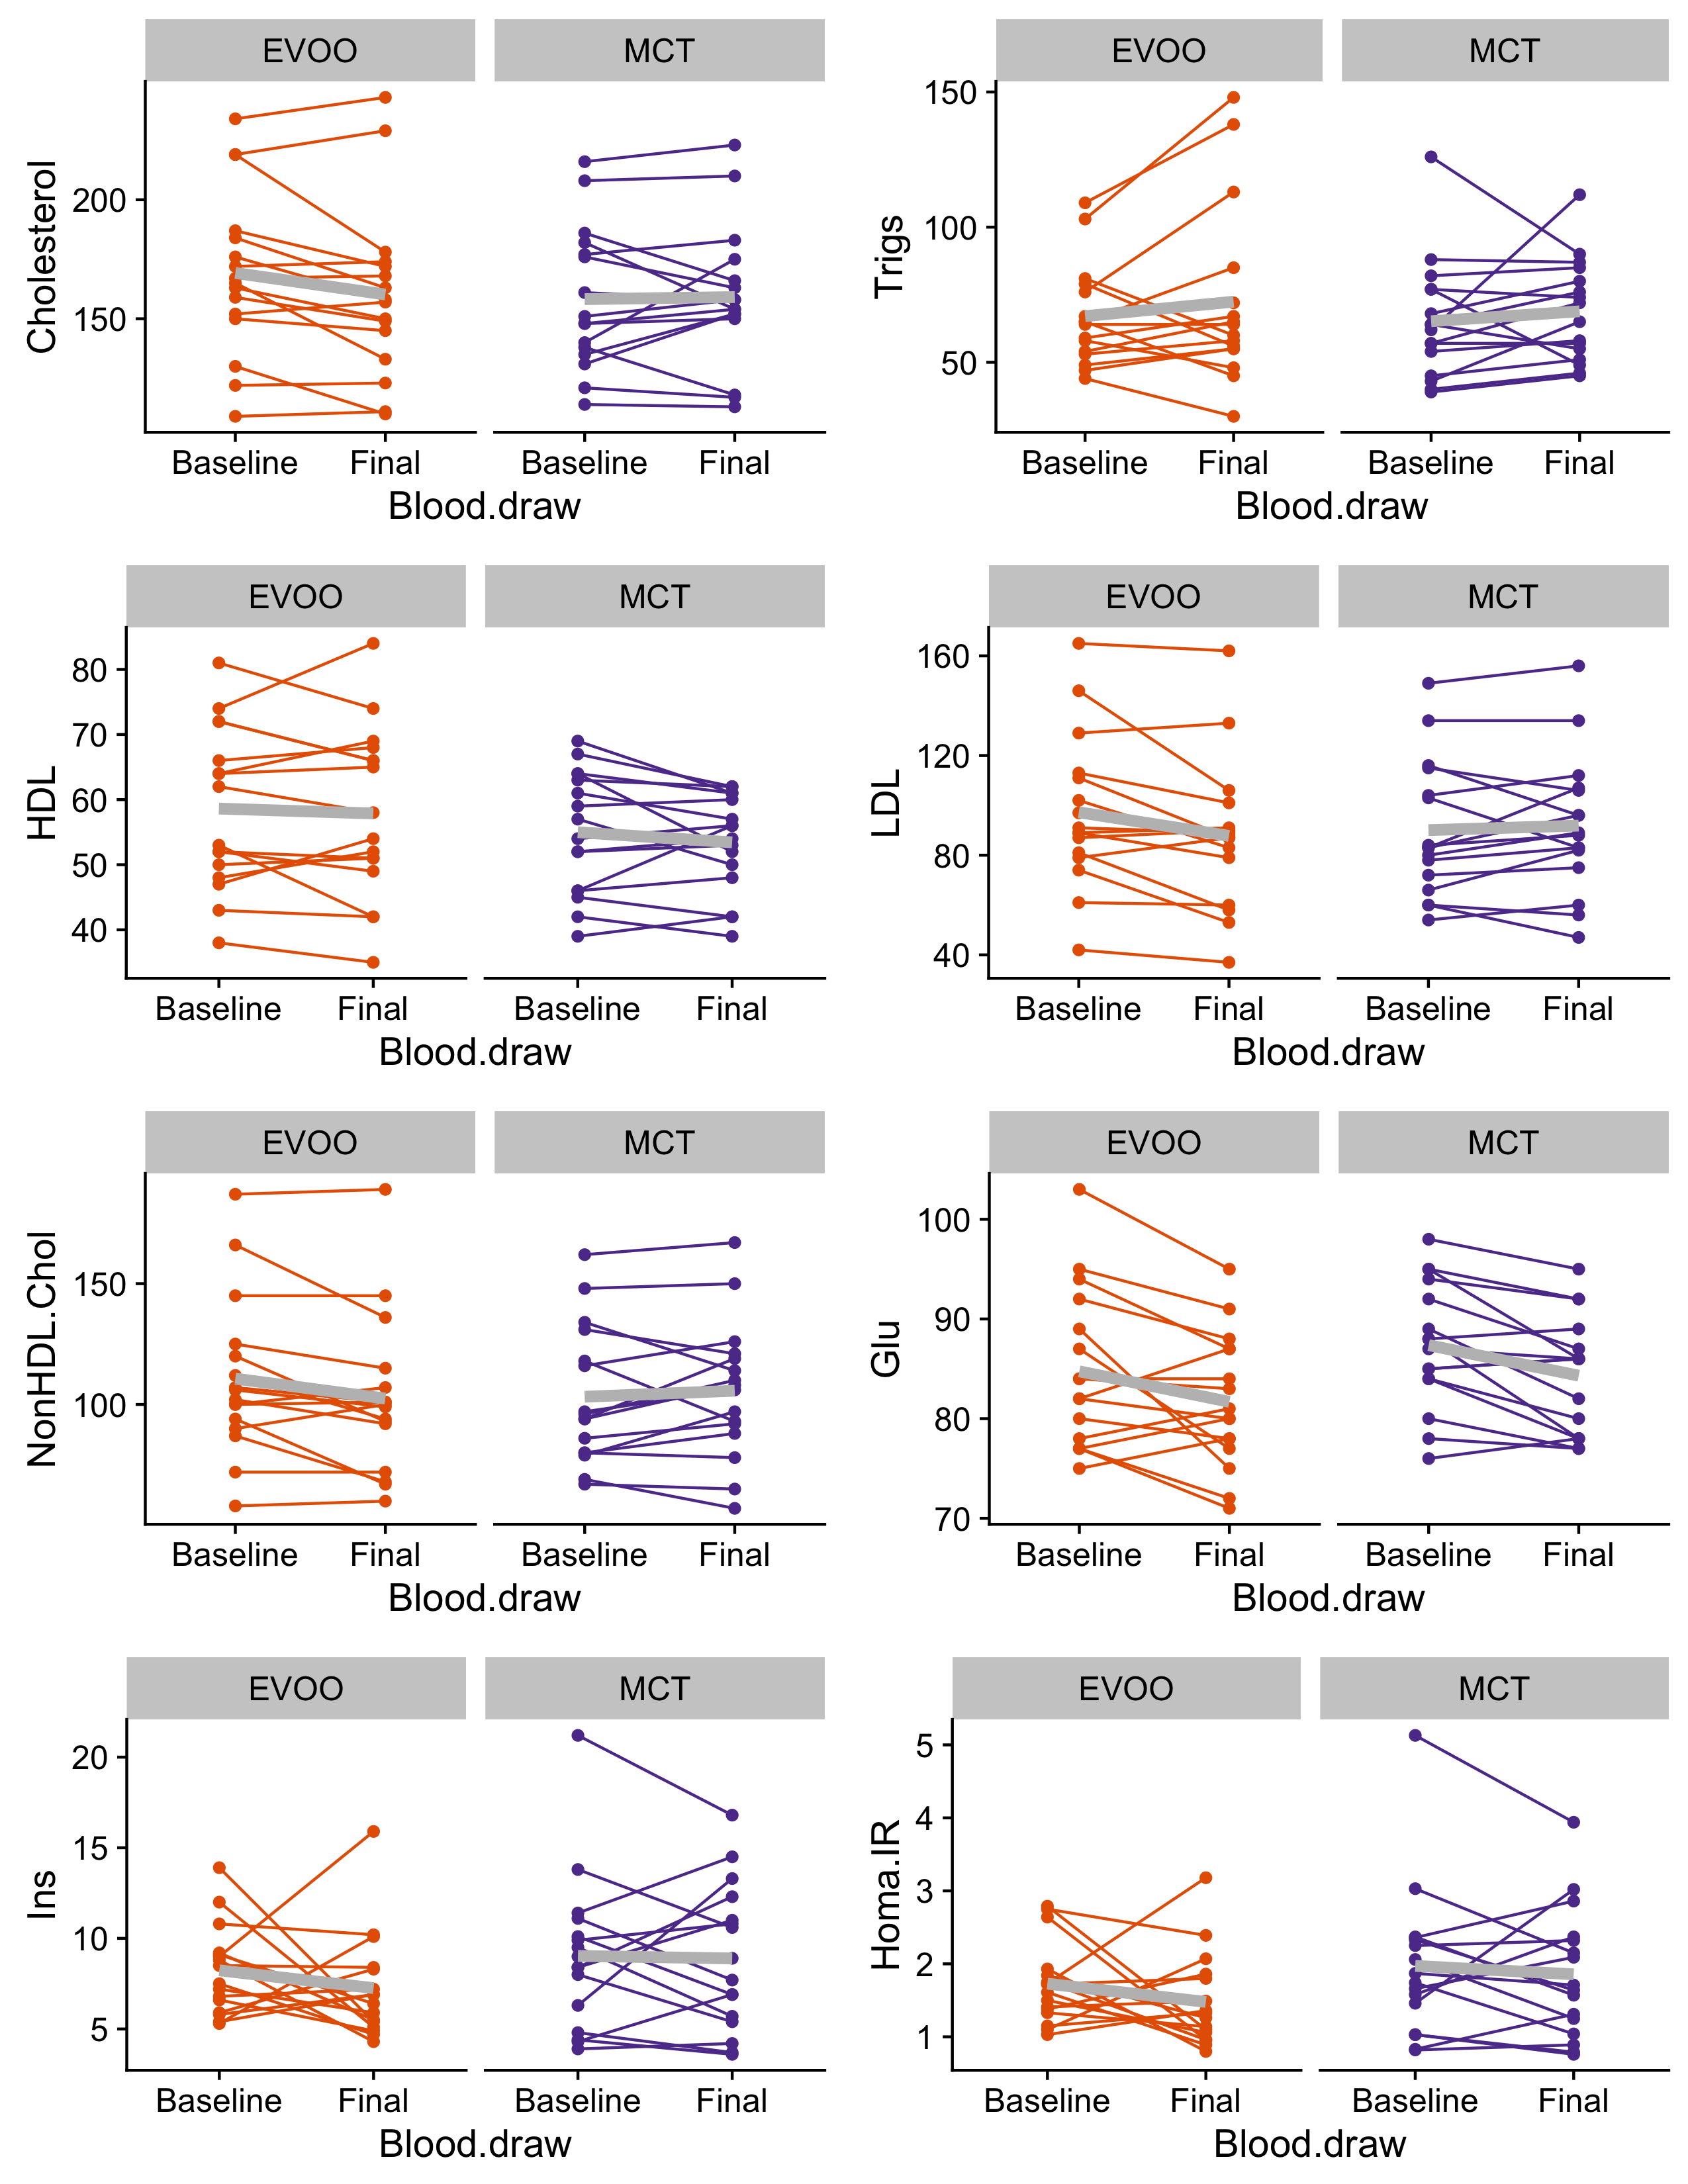 EVOO MCT
Cholesterol
200
150
Baseline Final Baseline Final
Blood.draw
EVOO MCT
Trigs
150
100
50
Baseline Final Baseline Final
Blood.draw
EVOO MCT
HDL
80
70
60
50
40
Baseline Final Baseline Final
Blood.draw
EVOO MCT
LDL
160
120
80
40
Baseline Final Baseline Final
Blood.draw
EVOO MCT
NonHDL.Chol
150
100
Baseline Final Baseline Final
Blood.draw
EVOO MCT
Glu
100
90
80
70
Baseline Final Baseline Final
Blood.draw
EVOO MCT
Ins
20
15
10
5
Baseline Final Baseline Final
Blood.draw
EVOO MCT
Homa.IR
5
4
3
2
1
Baseline Final Baseline Final
Blood.draw